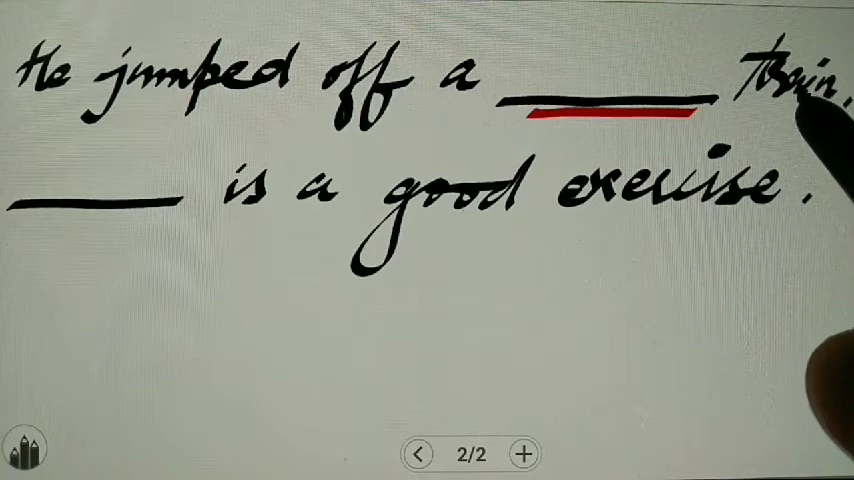 He jumped off a ______ train.
______ is a good exercise.
2/2